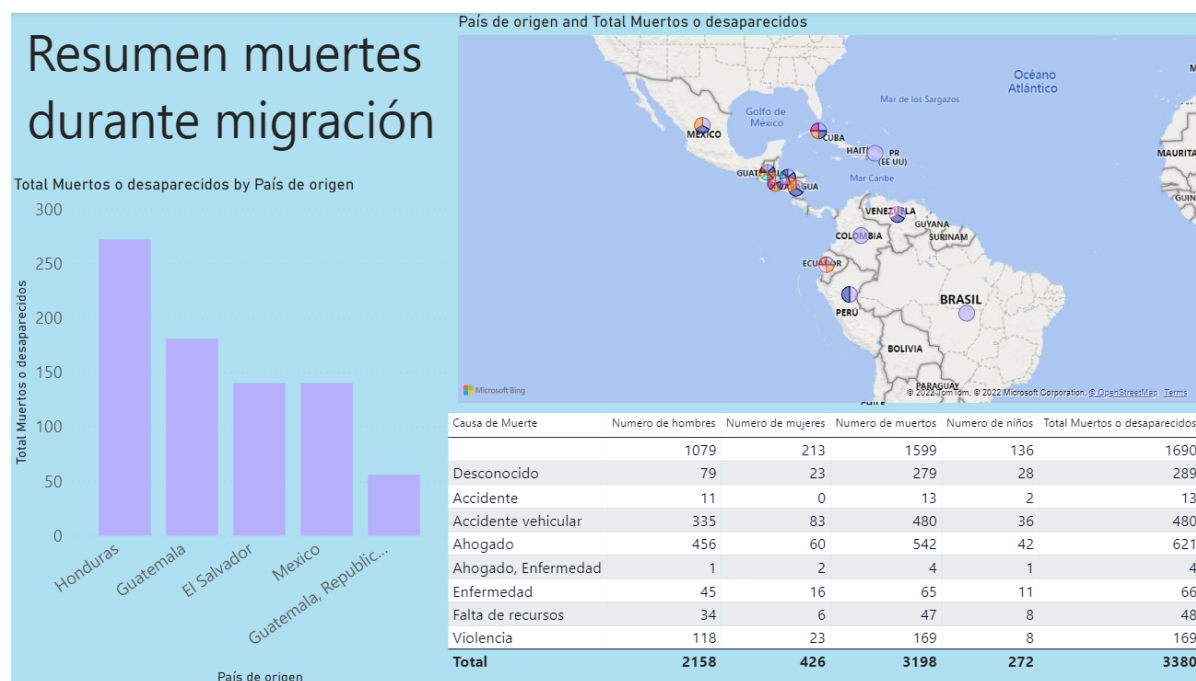 Resumen muertes
durante migración
Total Muertos o desaparecidos by País de origen
Total Muertos o desaparecidos
300
250
200
150
100
50
0
Honduras
Guatemala
El Salvador
Mexico
Guatemala, Republic...
País de origen
País de origen and Total Muertos o desaparecidos
Océano
Atlántico
Golfo de
México
Mar de los Sargazos
MÉXICO
CUBA
HAIT
PR
(EE UU)
MAURITA
GUAT
AGUA
Mar Caribe
GUIN
VENEZUELA
GUYANA
SURINAM
COLOMBIA
ECUADOR
BRASIL
PERÚ
BOLIVIA
PARAGUAY
Microsoft Bing
© 2022 TomTom, © 2022 Microsoft Corporation, © OpenStreetMap Terms
Causa de Muerte Numero de hombres Numero de mujeres Numero de muertos Numero de niños Total Muertos o desaparecidos
1079 213 1599 136 1690
Desconocido 79 23 279 28 289
Accidente 11 0 13 2 13
Accidente vehicular 335 83 480 36 480
Ahogado 456 60 542 42 621
Ahogado, Enfermedad 1 2 4 1 4
Enfermedad 45 16 65 11 66
Falta de recursos 34 6 47 8 48
Violencia 118 23 169 8 169
Total 2158 426 3198 272 3380